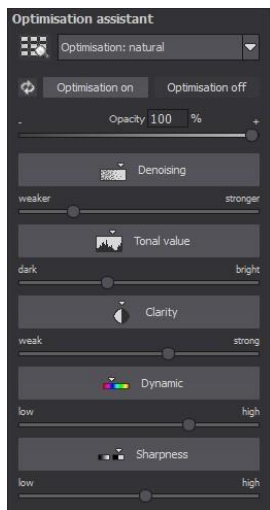 Optimisation assistant
Optimisation: natural
Optimisation on Optimisation off
- Opacity 100 % +
Denoising
weaker stronger
Tonal value
dark bright
Clarity
weak strong
Dynamic
low high
Sharpness
low high